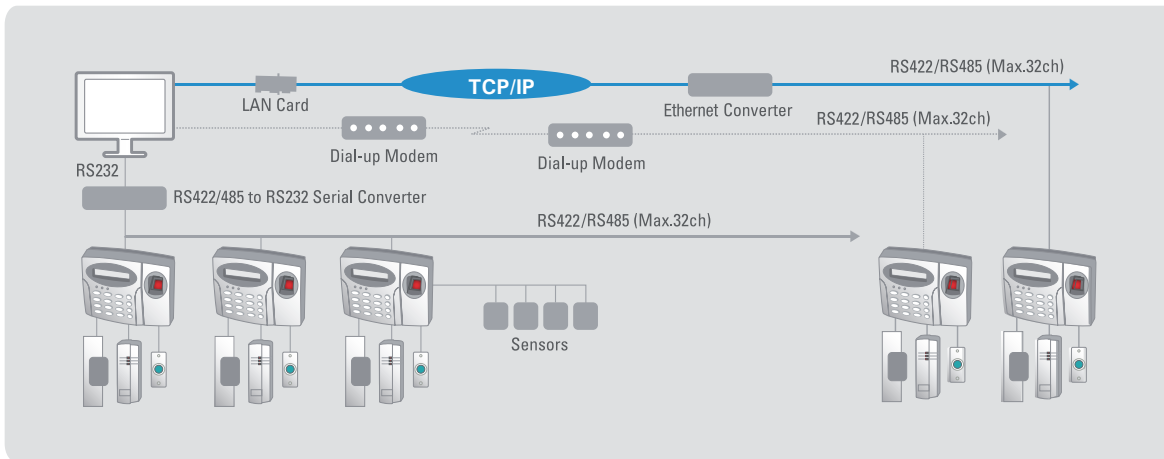 RS422/RS485 (Max.32ch)
TCP/IP
LAN Card
Ethernet Converter
RS422/RS485 (Max.32ch)
Dial-up Modem
Dial-up Modem
RS232
RS422/485 to RS232 Serial Converter
RS422/RS485 (Max.32ch)
Sensors